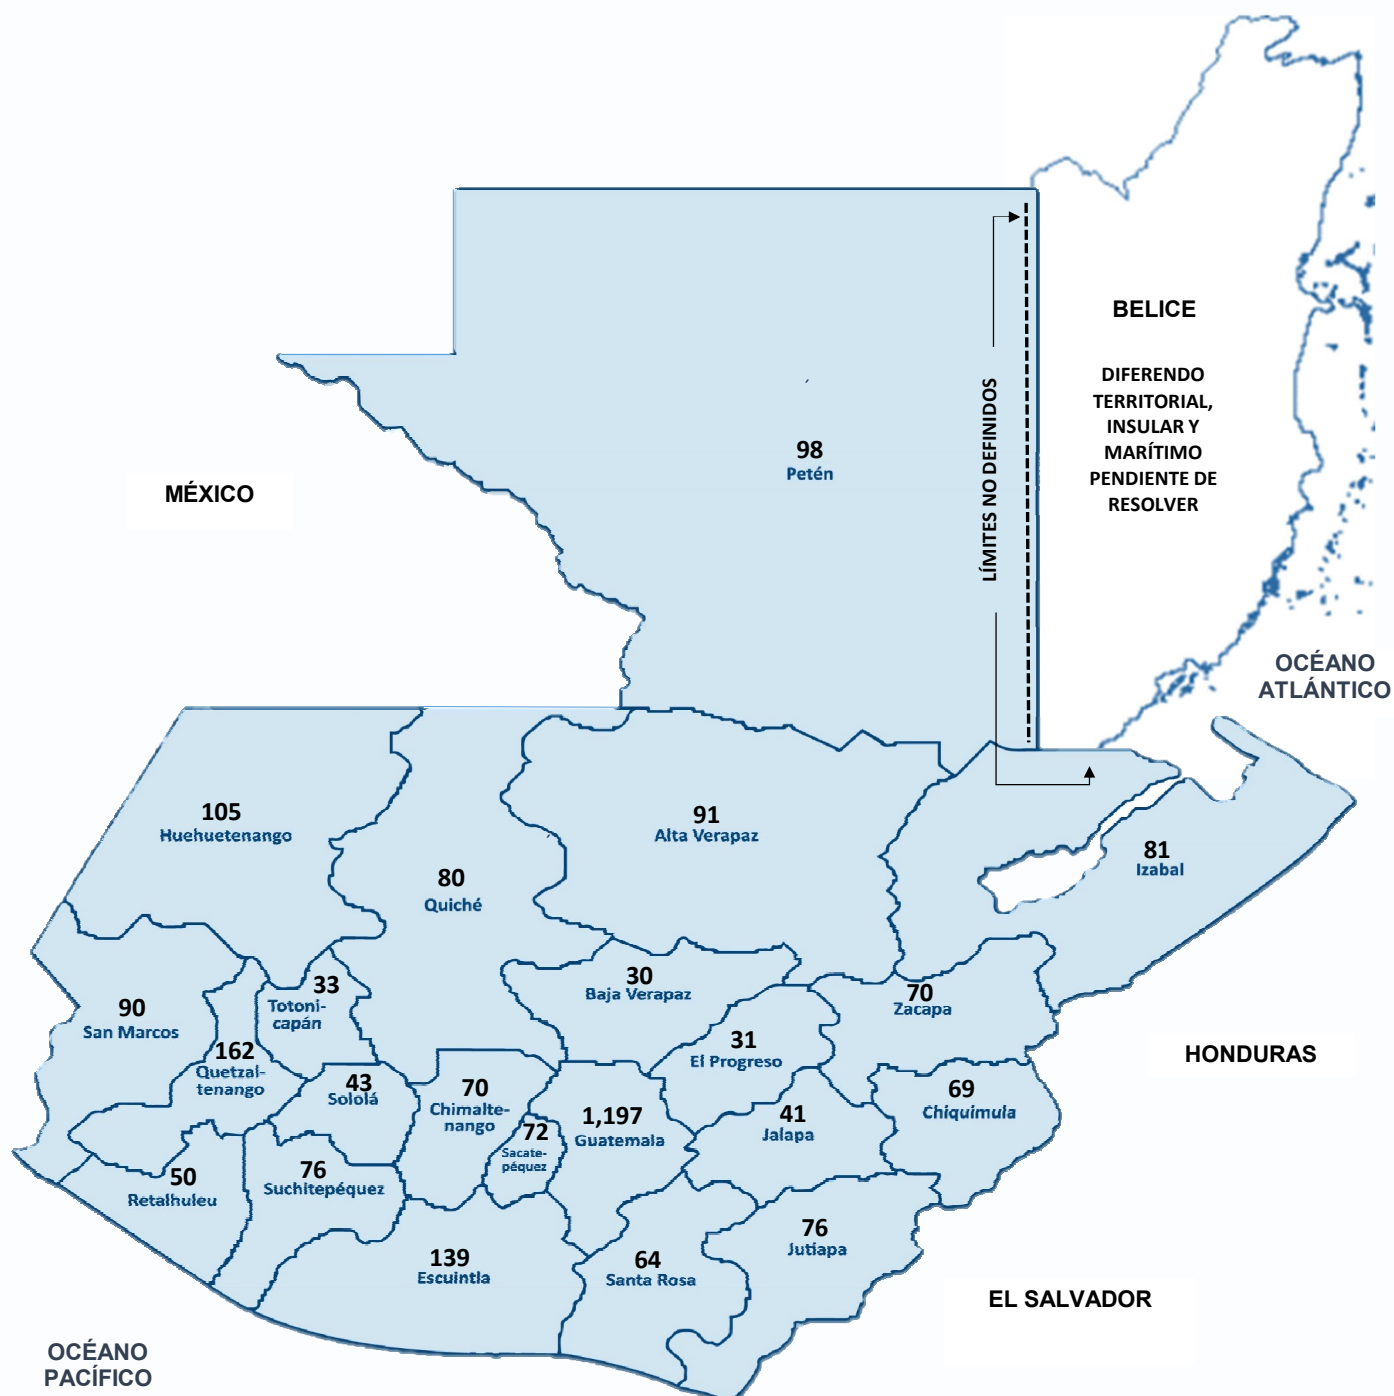 BELICE
DIFERENDO
TERRITORIAL,
INSULAR Y
MARÍTIMO
PENDIENTE DE
RESOLVER
LÍMITES NO DEFINIDOS
98
Petén
MÉXICO
OCÉANO
ATLÁNTICO
105
Huehuetenango
91
Alta Verapaz
81
Izabal
80
Quiché
33
Totoni-
capán
30
Baja Verapaz
70
Zacapa
90
San Marcos
162
Quetzal-
tenango
31
El Progreso
HONDURAS
43
Sololá
70
Chimalte-
nango
72
Sacate-
péquez
1,197
Guatemala
41
Jalapa
69
Chiquimula
50
Retalhuleu
76
Suchitepéquez
139
Escuintla
64
Santa Rosa
76
Jutiapa
EL SALVADOR
OCÉANO
PACÍFICO